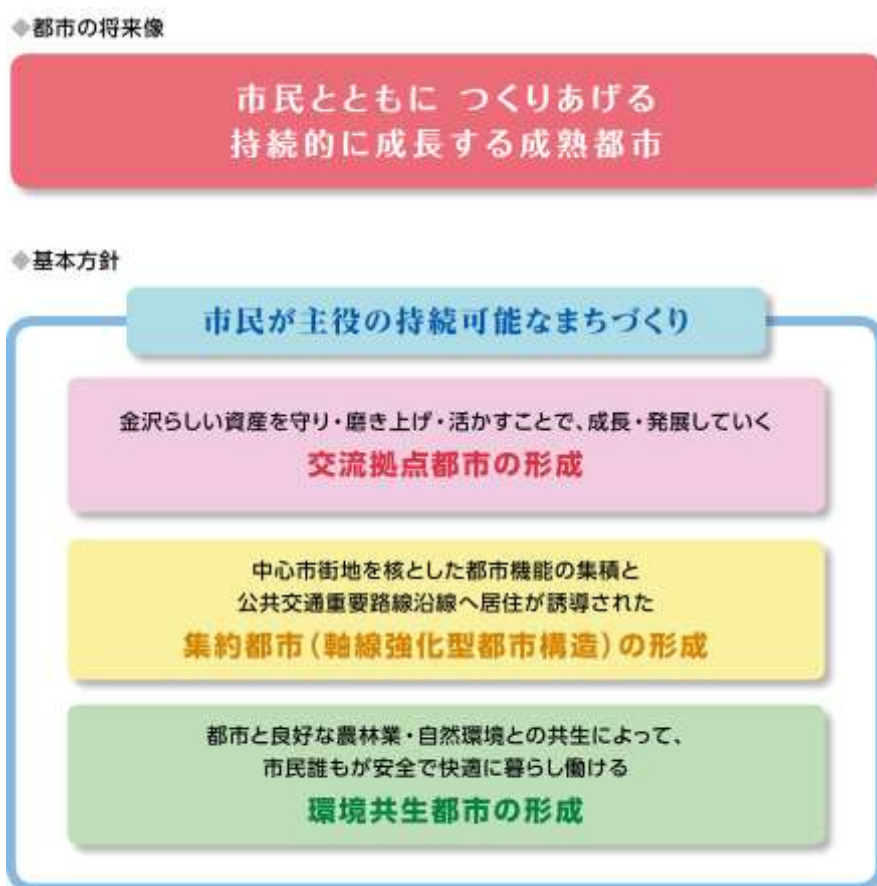 ◆都市の将来像
市民とともに つくりあげる
持続的に成長する成熟都市
◆基本方針
市民が主役の持続可能なまちづくり
金沢らしい資産を守り・磨き上げ・活かすことで、成長・発展していく
交流拠点都市の形成
中心市街地を核とした都市機能の集積と
公共交通重要路線沿線へ居住が誘導された
集約都市(軸線強化型都市構造)の形成
都市と良好な農林業・自然環境との共生によって、
市民誰もが安全で快適に暮らし働ける
環境共生都市の形成